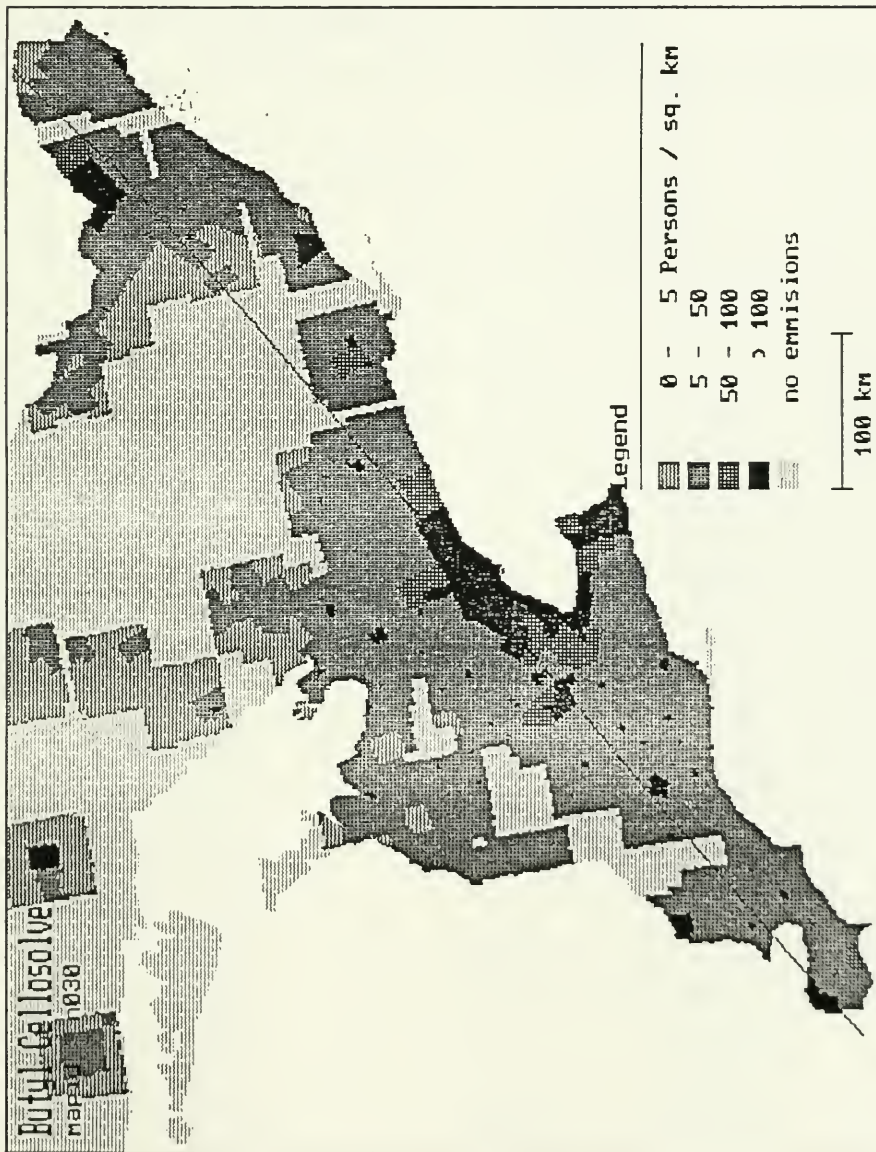 Butyl Cellosolve
Legend
0 - 5 Persons / sq. km
5 - 50
50 - 100
> 100
no emmisions
100 km